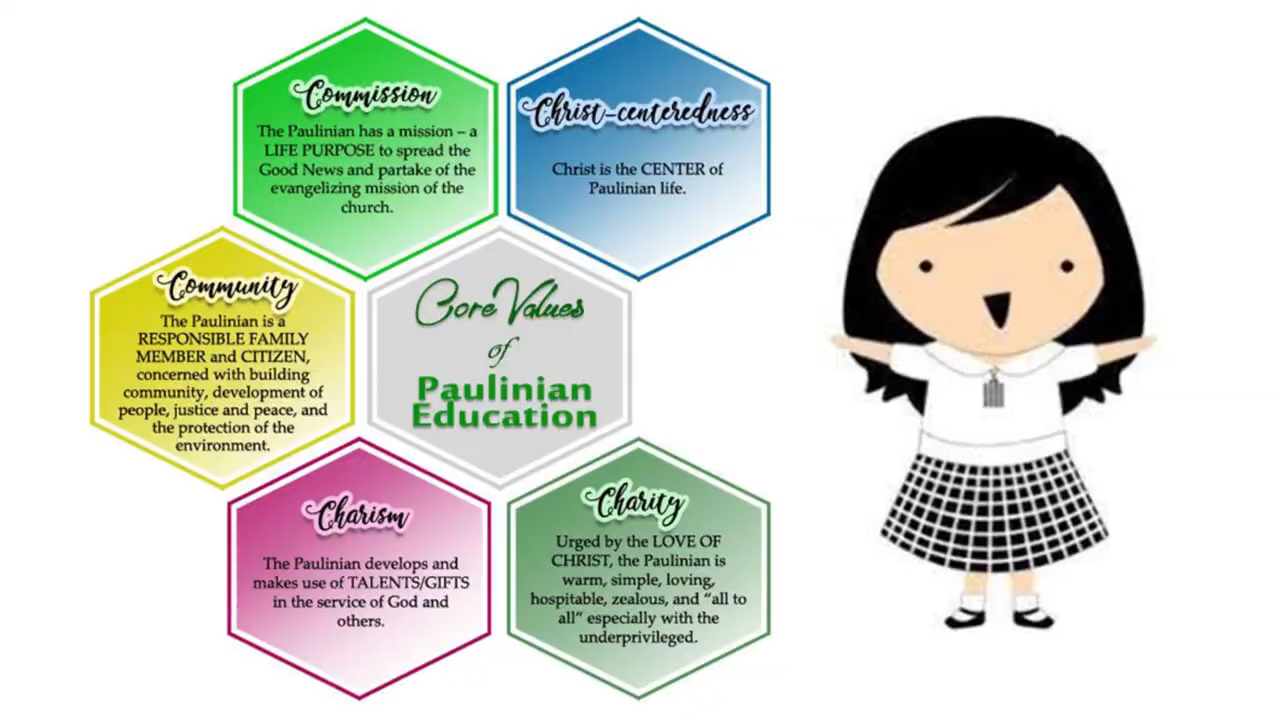 Commission
The Paulinian has a mission – a
LIFE PURPOSE to spread the
Good News and partake of the
evangelizing mission of the
church.
Christ-centeredness
Christ is the CENTER of
Paulinian life.
Community
The Paulinian is a
RESPONSIBLE FAMILY
MEMBER and CITIZEN,
concerned with building
community, development of
people, justice and peace, and
the protection of the
environment.
Core Values
of
Paulinian
Education
Charism
The Paulinian develops and
makes use of TALENTS/GIFTS
in the service of God and
others.
Charity
Urged by the LOVE OF
CHRIST, the Paulinian is
warm, simple, loving,
hospitable, zealous, and “all to
all” especially with the
underprivileged.